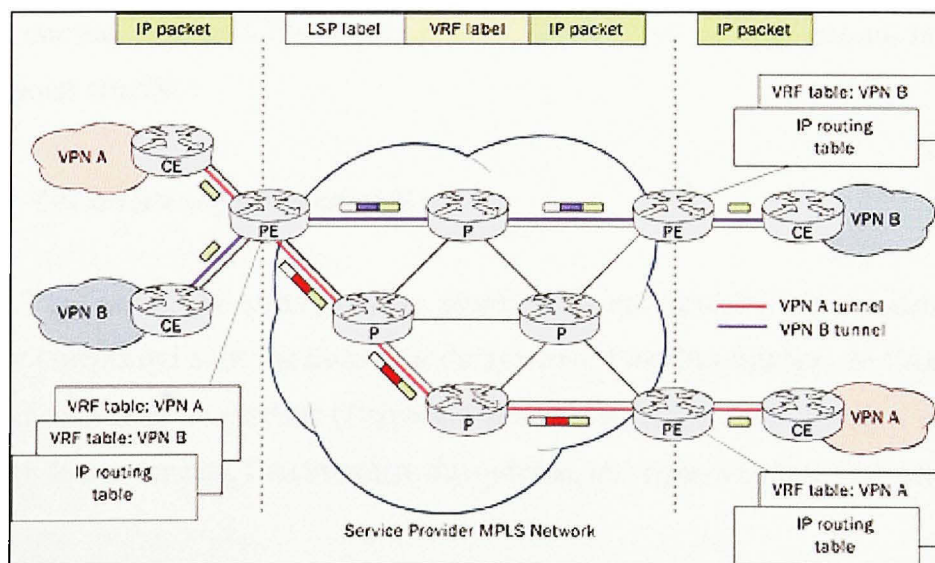 IP packet
LSP label
VRF label
IP packet
IP packet
VRF table: VPN B
IP routing
table
VPN A
CE
PE
P
PE
CE
VPN B
VPN B
CE
P
P
VPN A tunnel
VPN B tunnel
VRF table: VPN A
VRF table: VPN B
IP routing
table
P
PE
CE
VPN A
VRF table: VPN A
IP routing
table
Service Provider MPLS Network